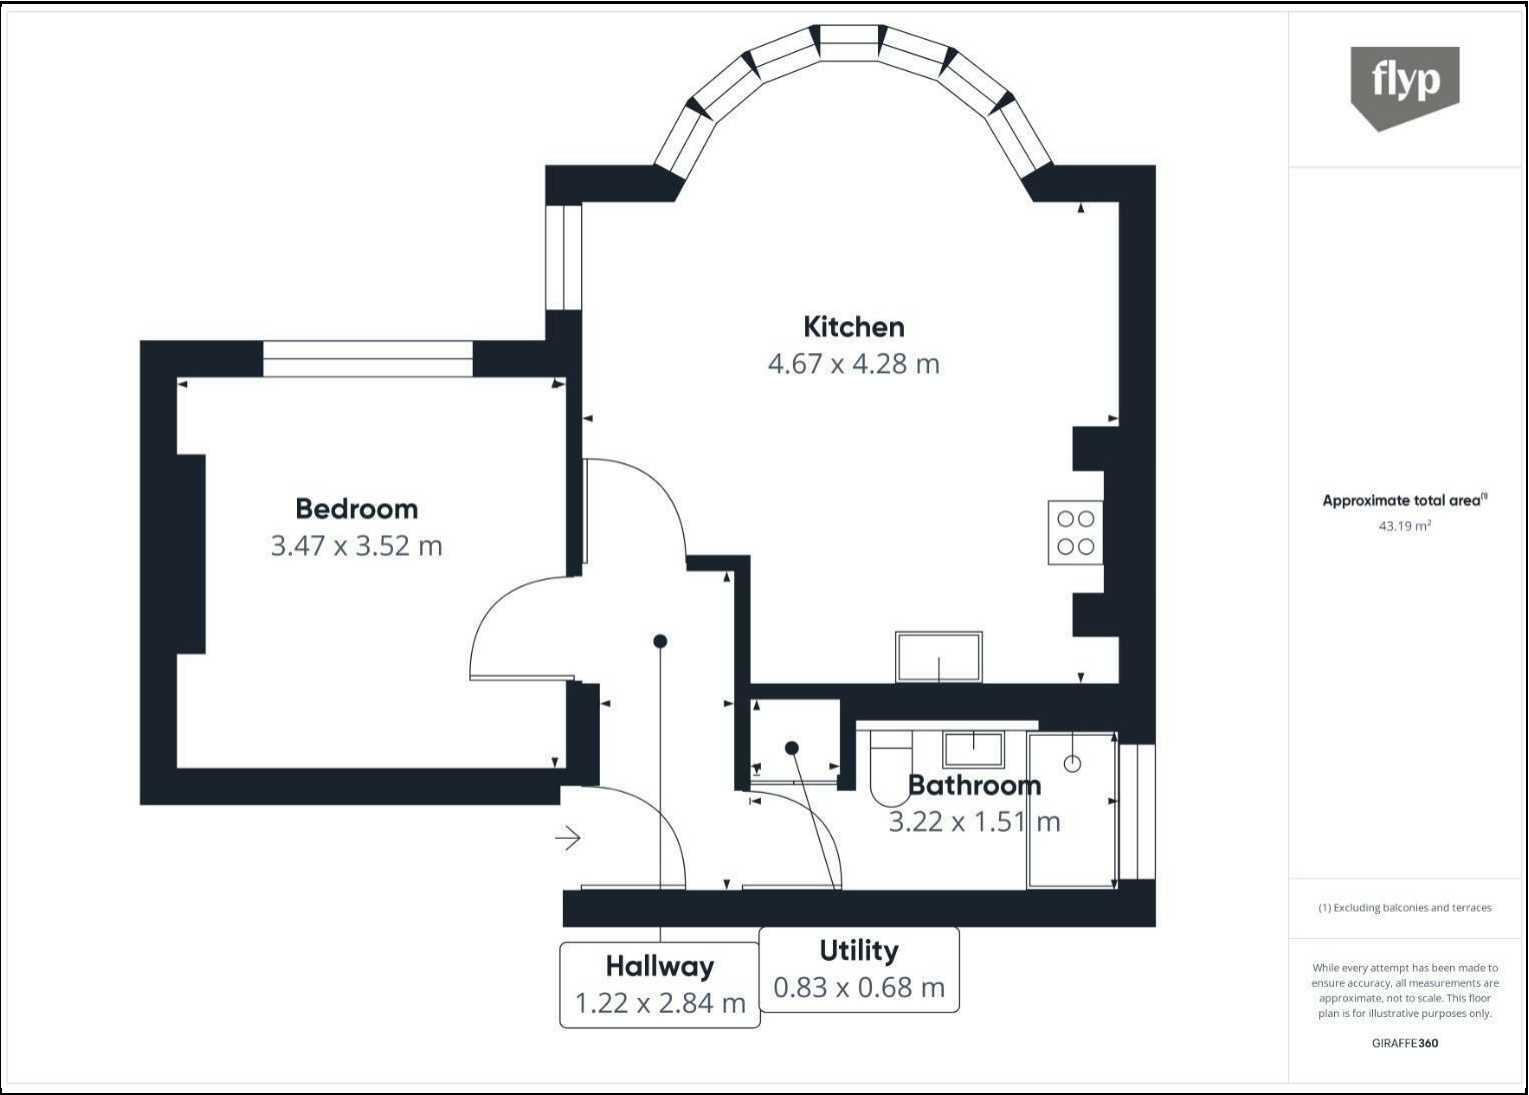 flyp
Kitchen
4.67 x 4.28 m
Bedroom
3.47 x 3.52 m
Bathroom
3.22 x 1.51 m
Hallway
1.22 x 2.84 m
Utility
0.83 x 0.68 m
Approximate total area(1)
43.19 m²
(1) Excluding balconies and terraces
While every attempt has been made to
ensure accuracy, all measurements are
approximate, not to scale. This floor
plan is for illustrative purposes only.
GIRAFFE360